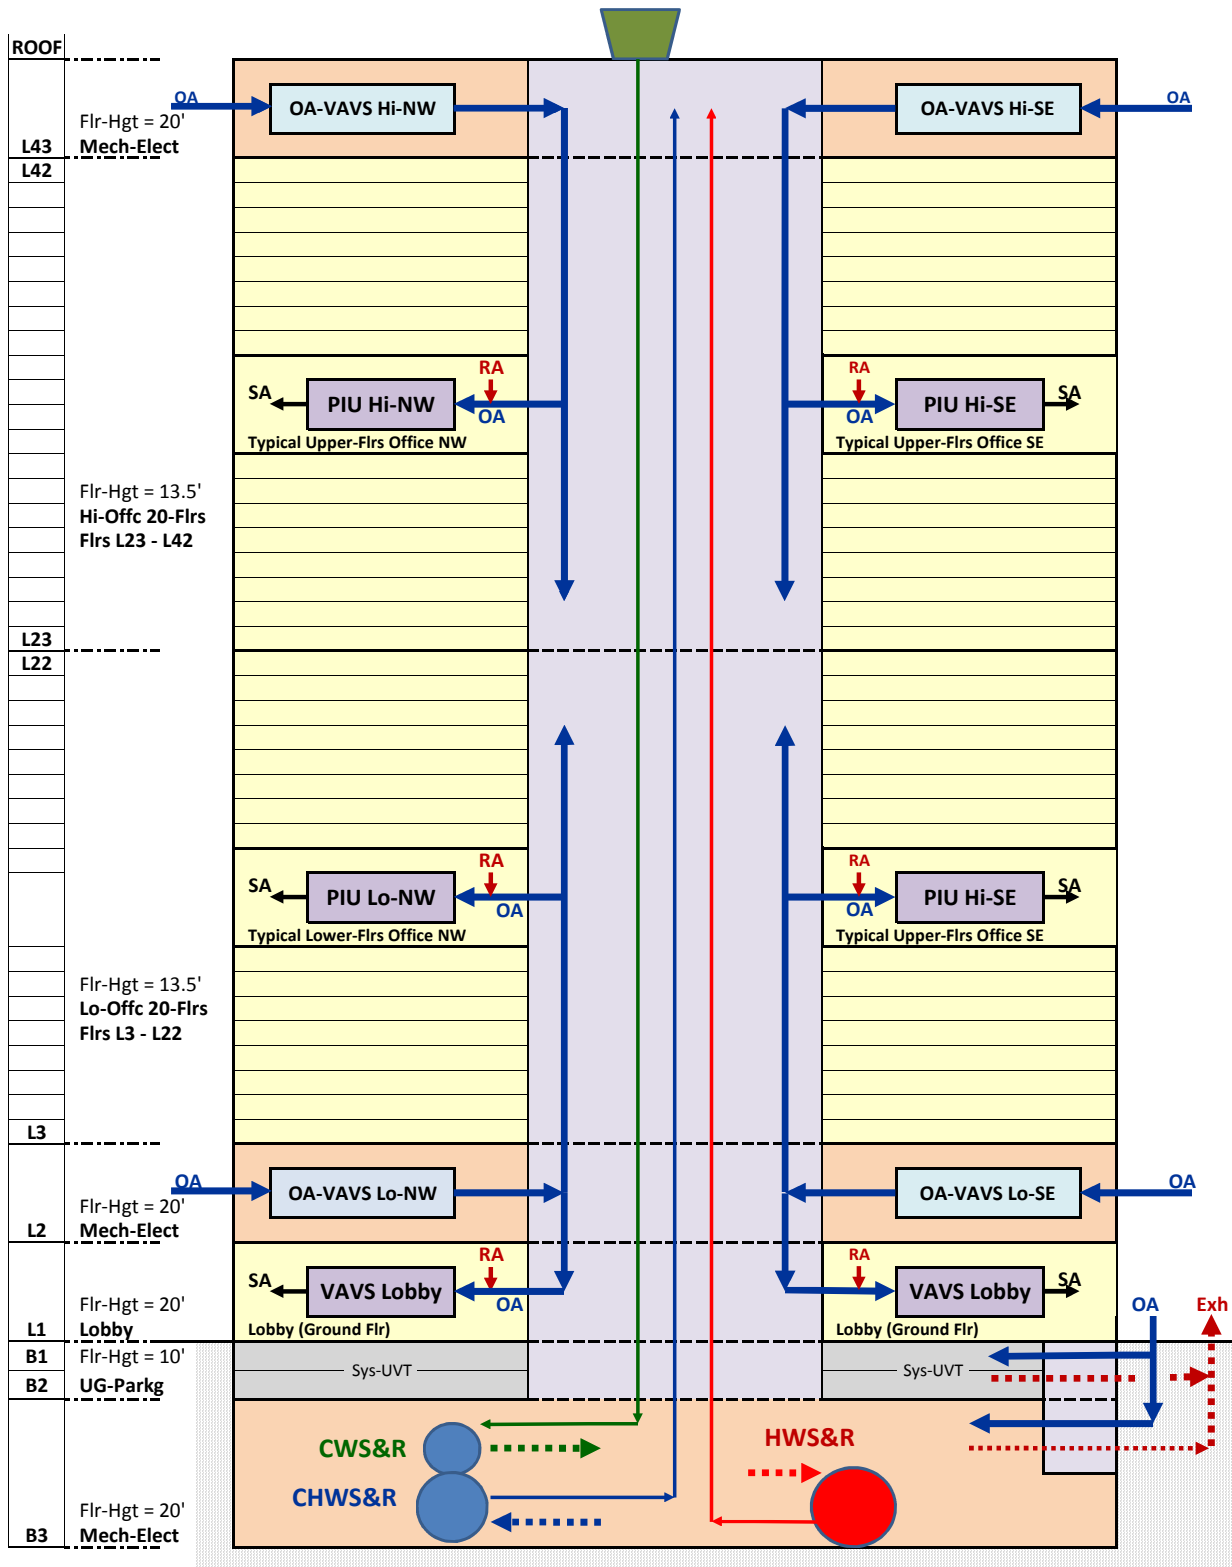 ROOF
OA
OA-VAVS Hi-NW
OA-VAVS Hi-SE
OA
Flr-Hgt = 20'
L43 Mech-Elect
L42
RA
SA
PIU Hi-NW
OA
Typical Upper-Flrs Office NW
RA
PIU Hi-SE
SA
OA
Typical Upper-Flrs Office SE
Flr-Hgt = 13.5'
Hi-Offc 20-Flrs
Flrs L23 - L42
L23
L22
RA
SA
PIU Lo-NW
OA
Typical Lower-Flrs Office NW
RA
PIU Hi-SE
SA
OA
Typical Upper-Flrs Office SE
Flr-Hgt = 13.5'
Lo-Offc 20-Flrs
Flrs L3 - L22
L3
OA
OA-VAVS Lo-NW
OA-VAVS Lo-SE
OA
Flr-Hgt = 20'
L2 Mech-Elect
RA
SA
VAVS Lobby
OA
Lobby (Ground Flr)
RA
VAVS Lobby
SA
OA
Lobby (Ground Flr)
Flr-Hgt = 20'
L1 Lobby
OA
Exh
B1 Flr-Hgt = 10'
Sys-UVT
Sys-UVT
B2 UG-Parkg
CWS&R
HWS&R
CHWS&R
Flr-Hgt = 20'
B3 Mech-Elect